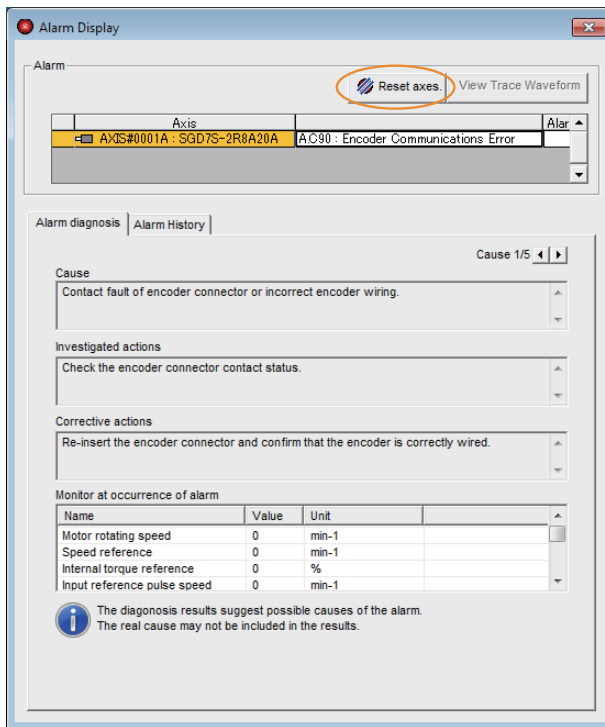 Alarm Display
Alarm
Reset axes. View Trace Waveform
Axis Alar
AXIS#0001A : SGD7S-2R8A20A A.C90 : Encoder Communications Error
Alarm diagnosis Alarm History
Cause 1/5
Cause
Contact fault of encoder connector or incorrect encoder wiring.
Investigated actions
Check the encoder connector contact status.
Corrective actions
Re-insert the encoder connector and confirm that the encoder is correctly wired.
Monitor at occurrence of alarm
Name Value Unit
Motor rotating speed 0 min-1
Speed reference 0 min-1
Internal torque reference 0 %
Input reference pulse speed 0 min-1
The diagonosis results suggest possible causes of the alarm.
The real cause may not be included in the results.